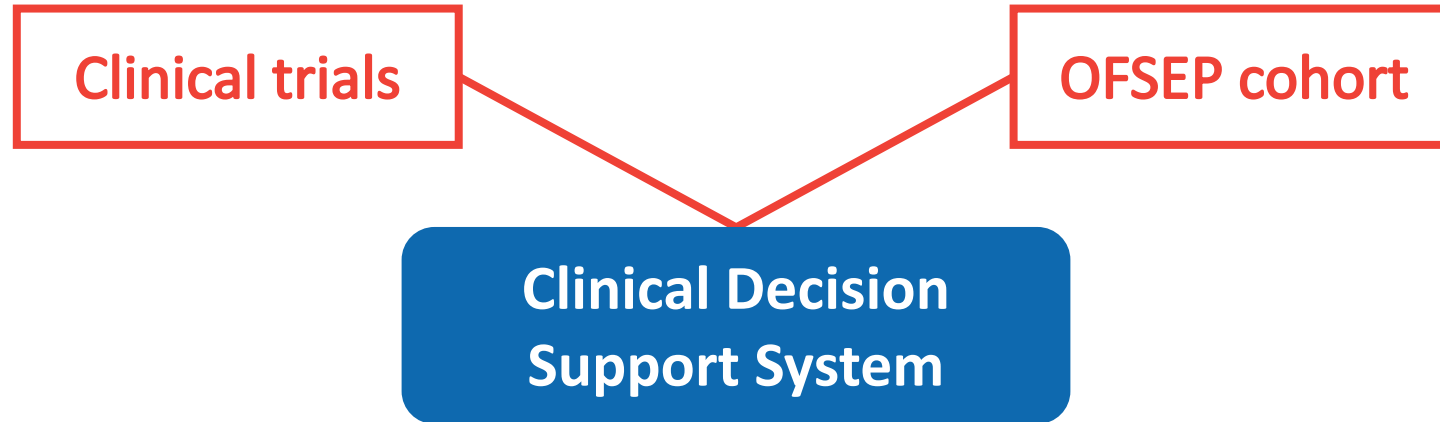 Clinical trials
OFSEP cohort
Clinical Decision
Support System